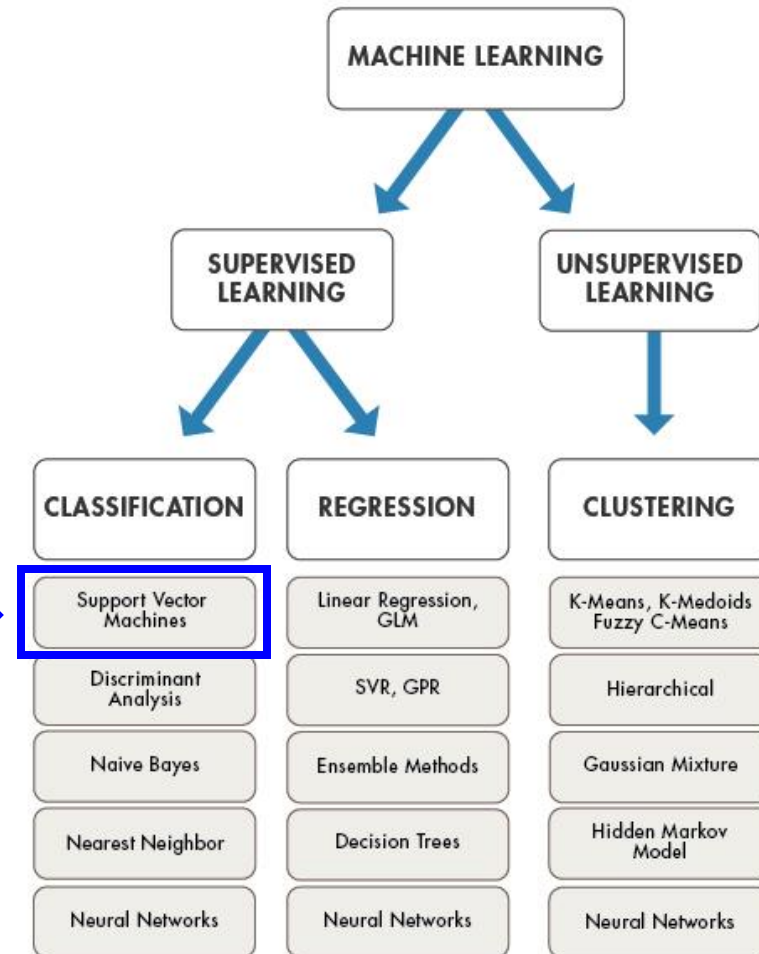 MACHINE LEARNING
SUPERVISED
LEARNING
UNSUPERVISED
LEARNING
CLASSIFICATION
Support Vector
Machines
Discriminant
Analysis
Naive Bayes
Nearest Neighbor
Neural Networks
REGRESSION
Linear Regression,
GLM
SVR, GPR
Ensemble Methods
Decision Trees
Neural Networks
CLUSTERING
K-Means, K-Medoids
Fuzzy C-Means
Hierarchical
Gaussian Mixture
Hidden Markov
Model
Neural Networks